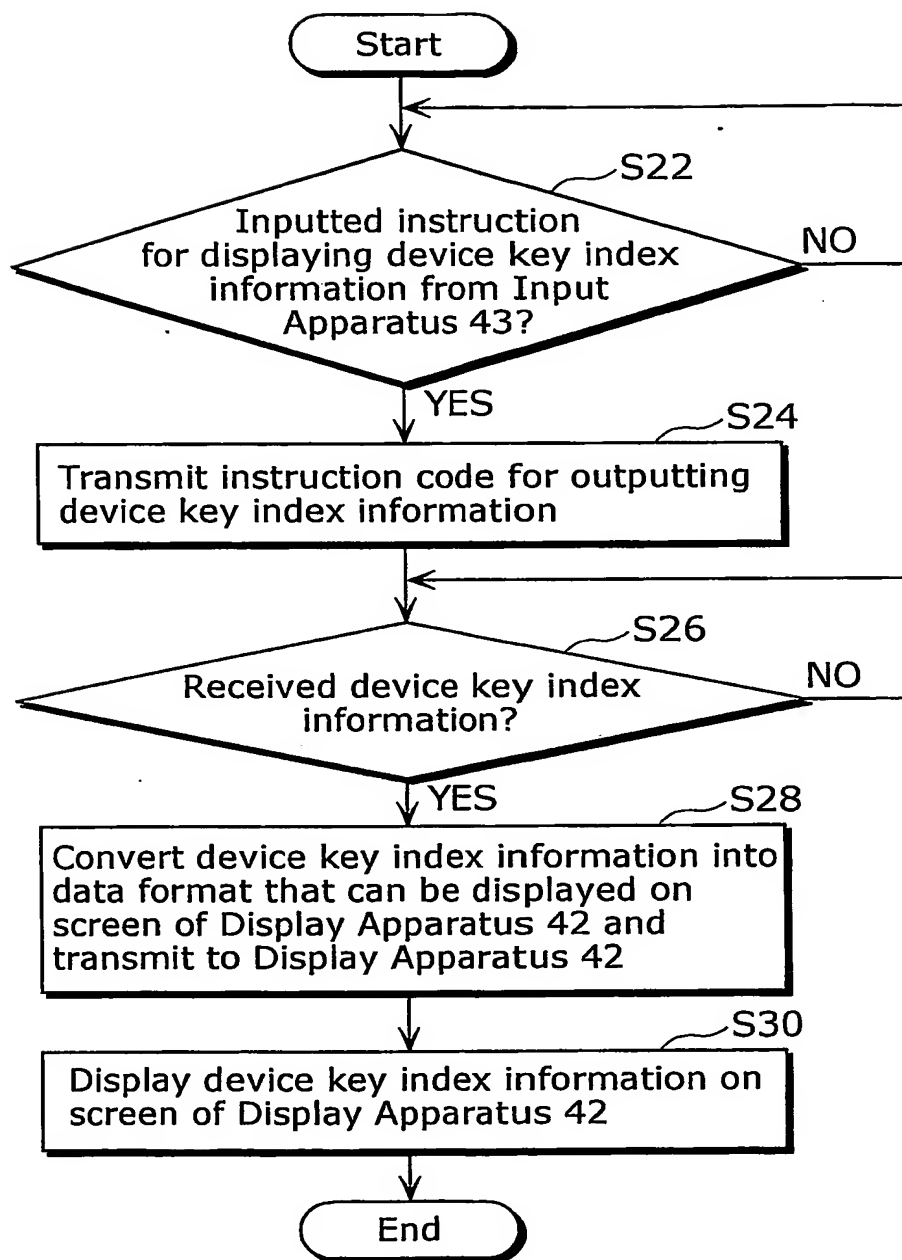 Start
S22
Inputted instruction
for displaying device key index
information from Input
Apparatus 43?
NO
YES
S24
Transmit instruction code for outputting
device key index information
S26
Received device key index
information?
NO
YES
S28
Convert device key index information into
data format that can be displayed on
screen of Display Apparatus 42 and
transmit to Display Apparatus 42
S30
Display device key index information on
screen of Display Apparatus 42
End